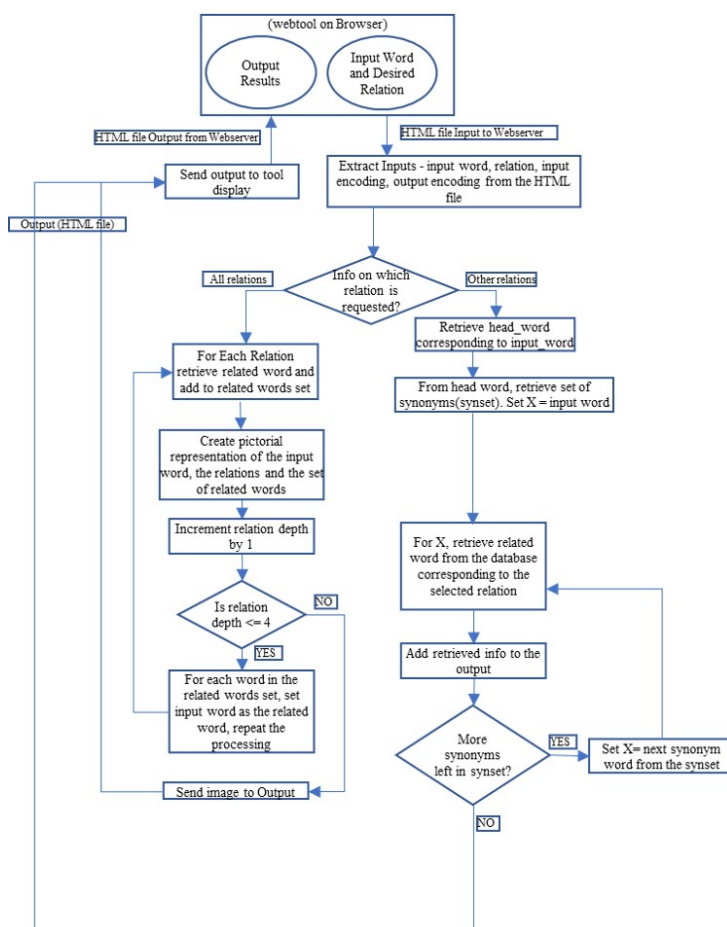 (webtool on Browser)
Output
Results
Input Word
and Desired
Relation
HTML file Output from Webserver
HTML file Input to Webserver
Send output to tool
display
Extract Inputs - input word, relation, input
encoding, output encoding from the HTML
file
Output (HTML file)
All relations
Info on which
relation is
requested?
Other relations
Retrieve head_word
corresponding to input_word
For Each Relation
retrieve related word and
add to related words set
From head word, retrieve set of
synonyms(synset). Set X = input word
Create pictorial
representation of the input
word, the relations and the set
of related words
Increment relation depth
by 1
For X, retrieve related
word from the database
corresponding to the
selected relation
Is relation
depth <= 4
NO
YES
Add retrieved info to the
output
For each word in the
related words set, set
input word as the related
word, repeat the
processing
More
synonyms
left in synset?
YES
Set X= next synonym
word from the synset
Send image to Output
NO